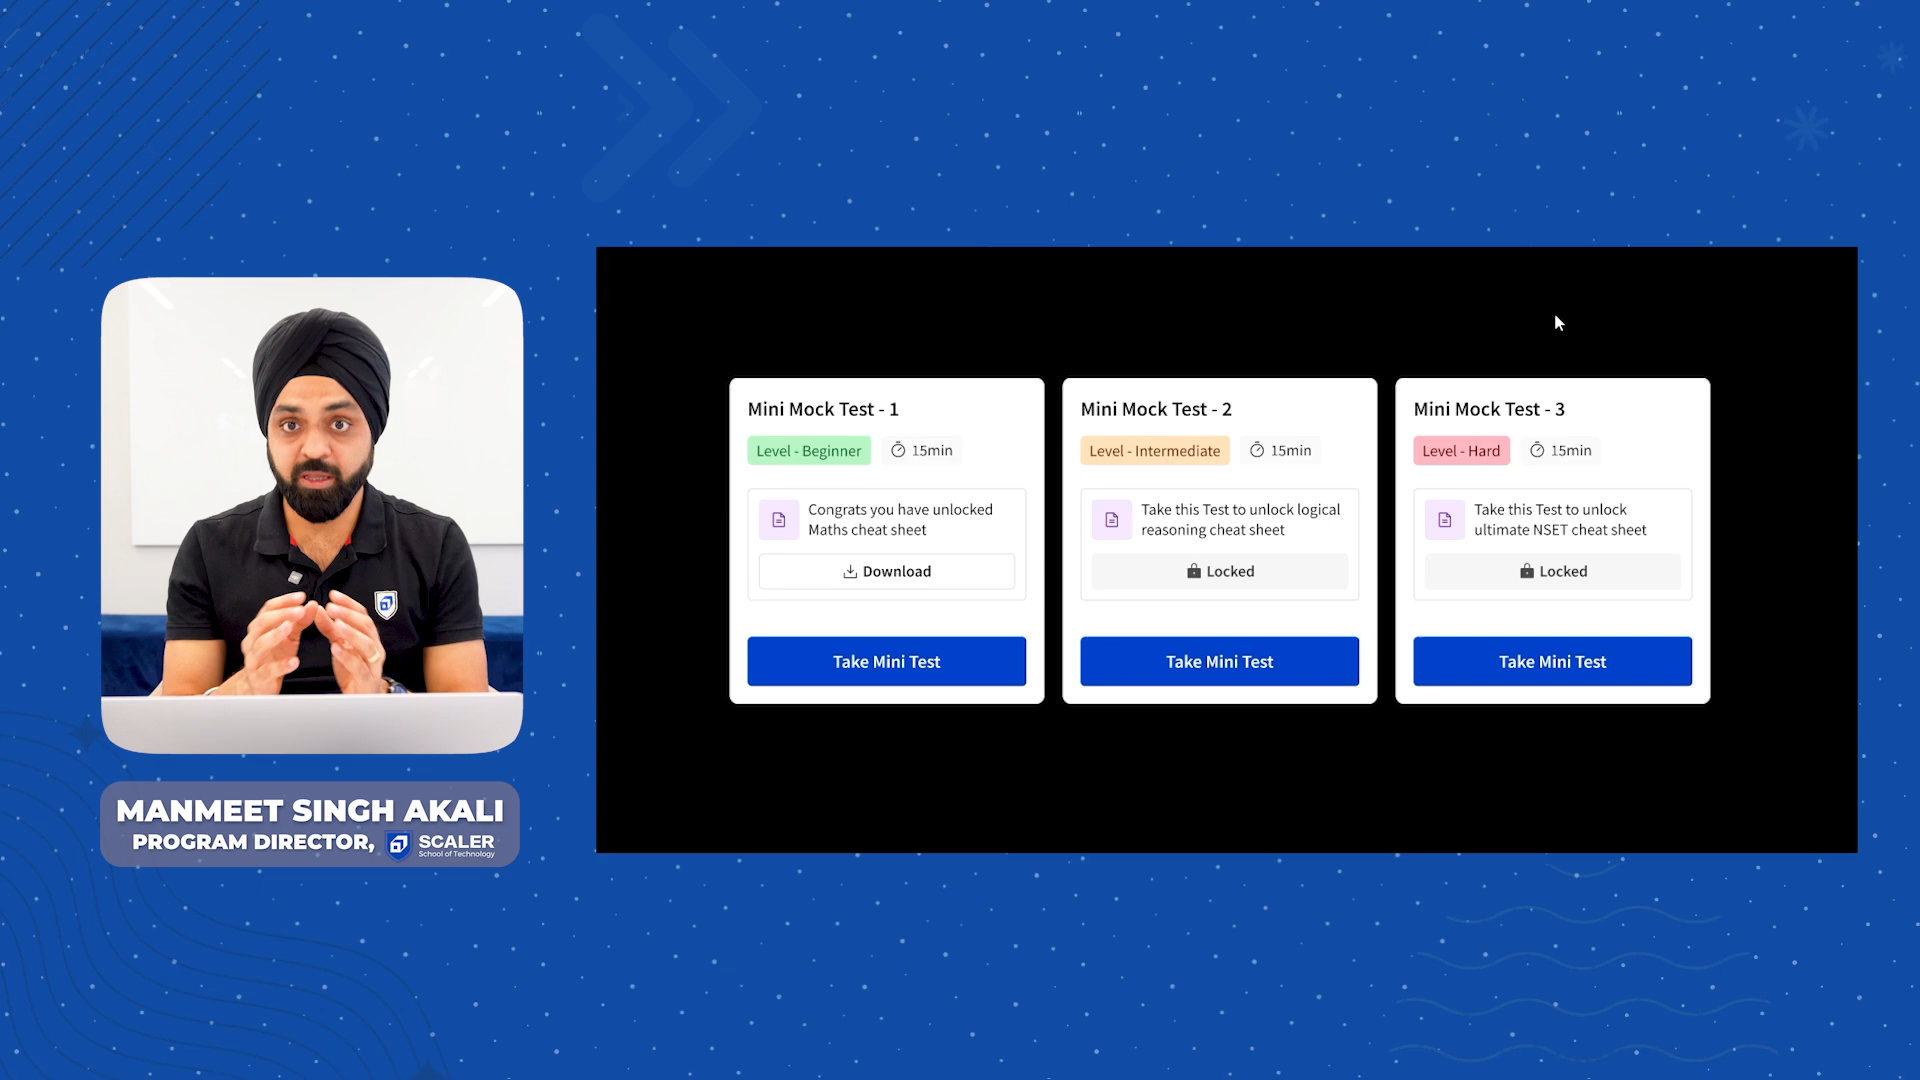 Mini Mock Test - 1
Level - Beginner
15min
Congrats you have unlocked
Maths cheat sheet
Download
Take Mini Test
Mini Mock Test - 2
Level - Intermediate
15min
Take this Test to unlock logical
reasoning cheat sheet
Locked
Take Mini Test
Mini Mock Test - 3
Level - Hard
15min
Take this Test to unlock
ultimate NSET cheat sheet
Locked
Take Mini Test
MANMEET SINGH AKALI
PROGRAM DIRECTOR, SCALER
School of Technology